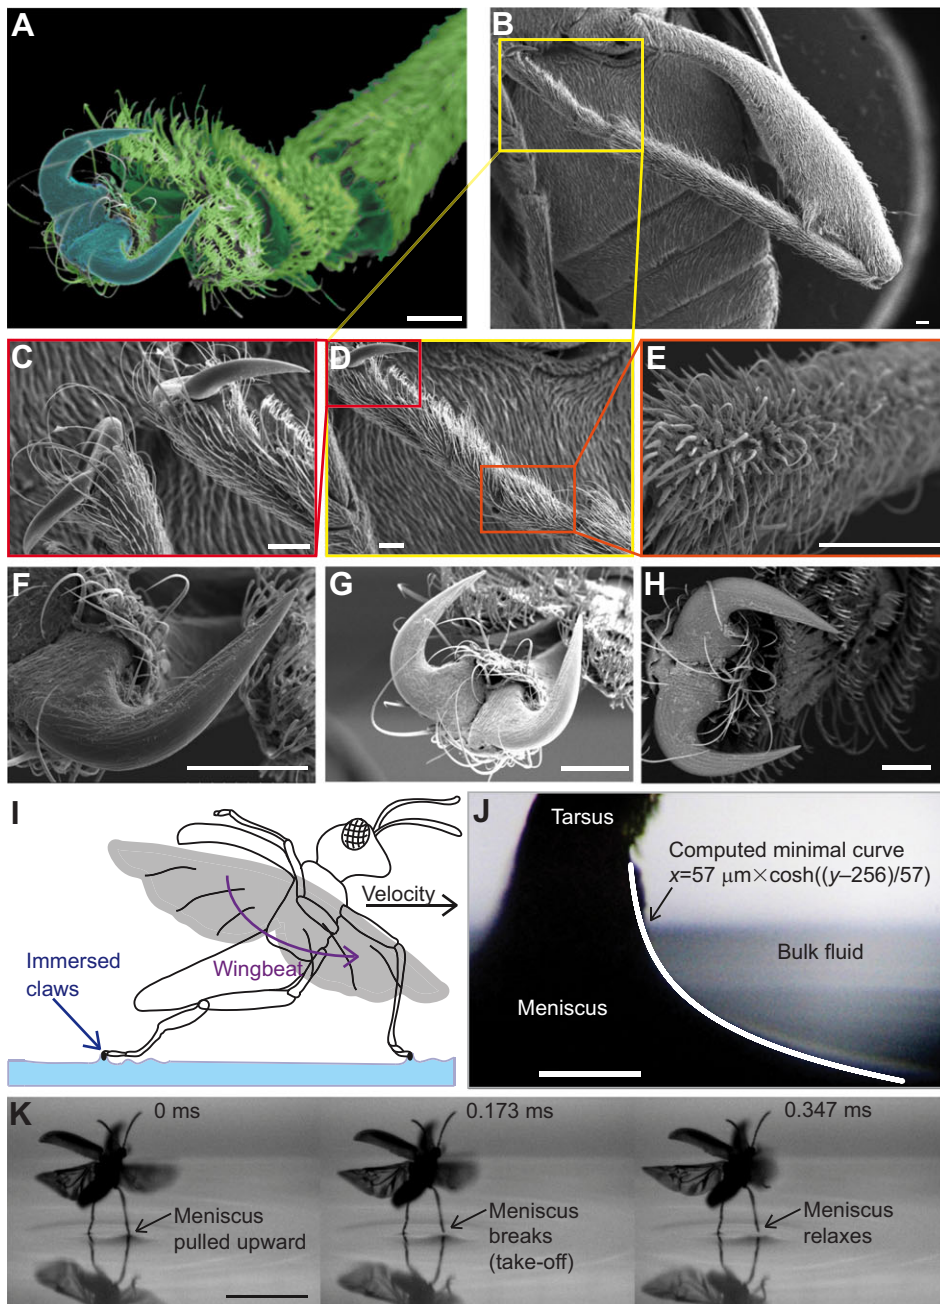 A
B
C
D
E
F
G
H
I
Velocity
Wingbeat
Immersed
claws
J
Tarsus
Computed minimal curve
x=57 μm×cosh((y–256)/57)
Bulk fluid
Meniscus
K
0 ms
0.173 ms
0.347 ms
Meniscus
pulled upward
Meniscus
breaks
(take-off)
Meniscus
relaxes